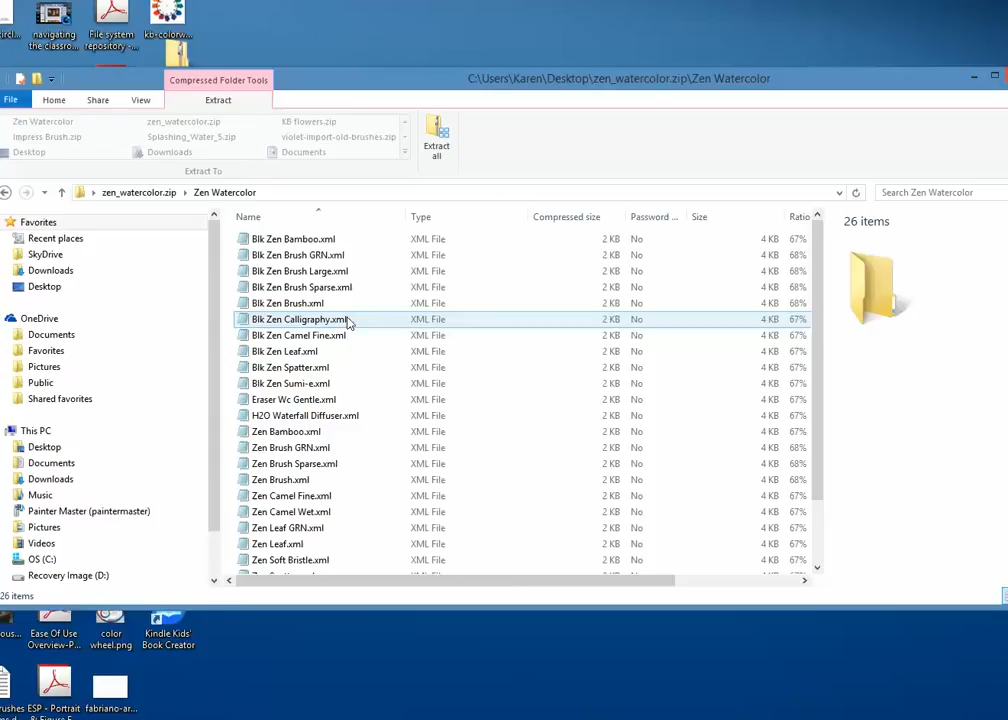 circl...
navigating
the classro...
File system
repository -...
kb-colorw...
Compressed Folder Tools
C:\Users\Karen\Desktop\zen_watercolor.zip\Zen Watercolor
File Home Share View Extract
Zen Watercolor zen_watercolor.zip KB flowers.zip
Impress Brush.zip Splashing_Water_5.zip violet-import-old-brushes.zip
Desktop Downloads Documents
Extract
all
Extract To
zen_watercolor.zip Zen Watercolor Search Zen Watercolor
Name Type Compressed size Password ... Size Ratio
26 items
Favorites
Recent places
SkyDrive
Downloads
Desktop
OneDrive
Documents
Favorites
Pictures
Public
Shared favorites
This PC
Desktop
Documents
Downloads
Music
Painter Master (paintermaster)
Pictures
Videos
OS (C:)
Recovery Image (D:)
Blk Zen Bamboo.xml XML File 2 KB No 4 KB 67%
Blk Zen Brush GRN.xml XML File 2 KB No 4 KB 68%
Blk Zen Brush Large.xml XML File 2 KB No 4 KB 68%
Blk Zen Brush Sparse.xml XML File 2 KB No 4 KB 68%
Blk Zen Brush.xml XML File 2 KB No 4 KB 68%
Blk Zen Calligraphy.xml XML File 2 KB No 4 KB 67%
Blk Zen Camel Fine.xml XML File 2 KB No 4 KB 67%
Blk Zen Leaf.xml XML File 2 KB No 4 KB 67%
Blk Zen Spatter.xml XML File 2 KB No 4 KB 67%
Blk Zen Sumi-e.xml XML File 2 KB No 4 KB 67%
Eraser Wc Gentle.xml XML File 2 KB No 4 KB 67%
H2O Waterfall Diffuser.xml XML File 2 KB No 4 KB 67%
Zen Bamboo.xml XML File 2 KB No 4 KB 67%
Zen Brush GRN.xml XML File 2 KB No 4 KB 68%
Zen Brush Sparse.xml XML File 2 KB No 4 KB 68%
Zen Brush.xml XML File 2 KB No 4 KB 68%
Zen Camel Fine.xml XML File 2 KB No 4 KB 67%
Zen Camel Wet.xml XML File 2 KB No 4 KB 67%
Zen Leaf GRN.xml XML File 2 KB No 4 KB 67%
Zen Leaf.xml XML File 2 KB No 4 KB 67%
Zen Soft Bristle.xml XML File 2 KB No 4 KB 67%
26 items
ous...
Ease Of Use
Overview-P...
color
wheel.png
Kindle Kids'
Book Creator
rushes
ESP - Portrait
& Figure F...
fabriano-ar...